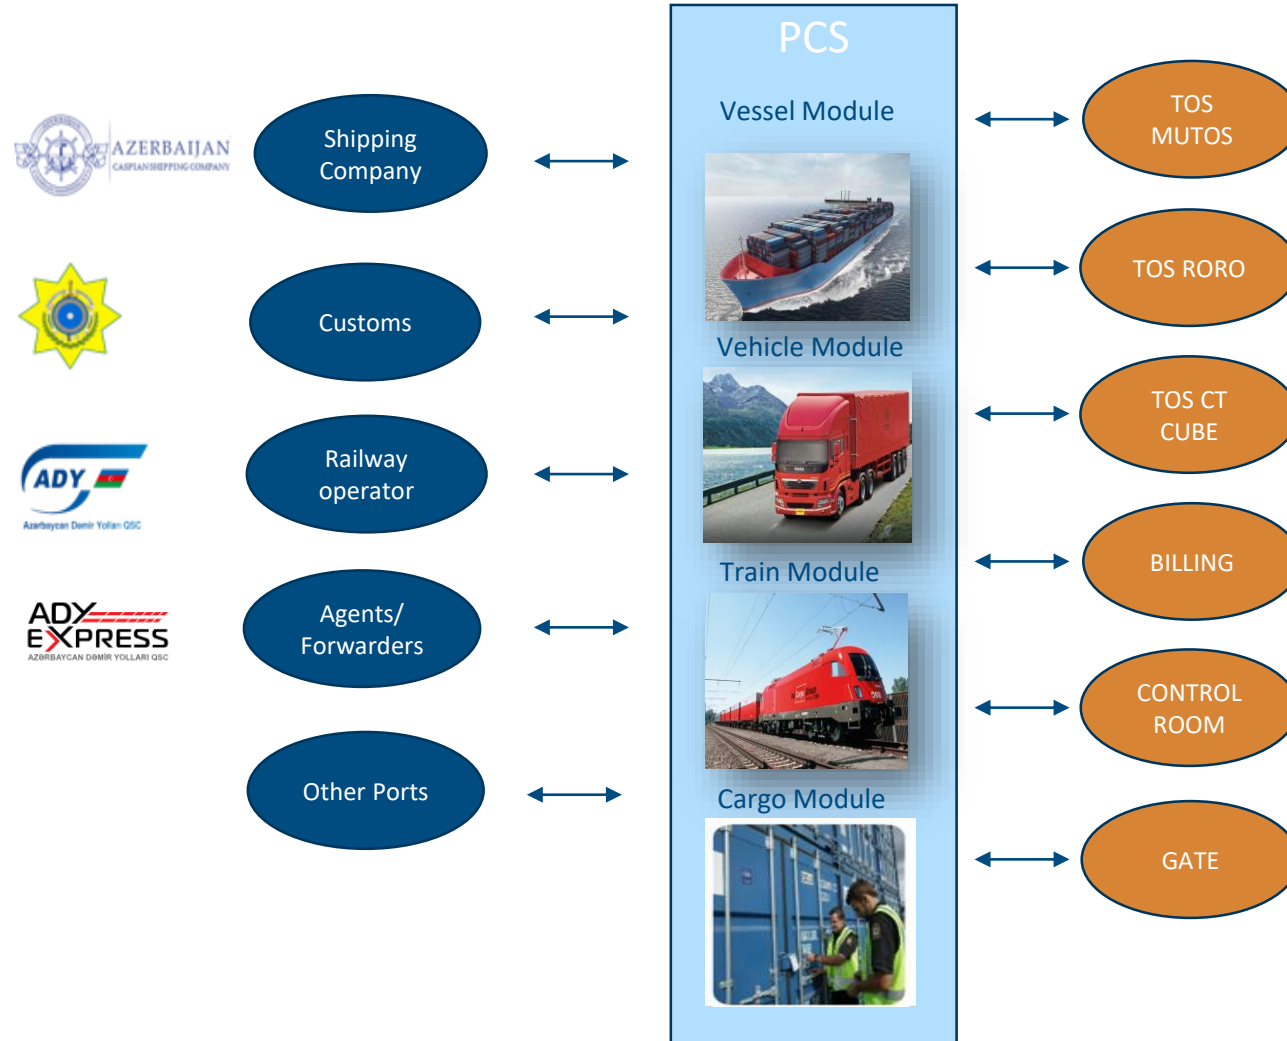 PCS
AZERBAIJAN
CASPIAN SHIPPING COMPANY
Shipping
Company
Vessel Module
TOS
MUTOS
Customs
TOS RORO
Vehicle Module
ADY
Azərbaycan Dəmir Yolları QSC
Railway
operator
TOS CT
CUBE
Train Module
BILLING
ADY
EXPRESS
AZƏRBAYCAN DƏMİR YOLLARI QSC
Agents/
Forwarders
CONTROL
ROOM
Other Ports
Cargo Module
GATE